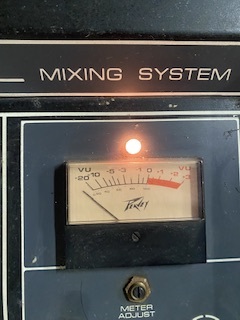 MIXING SYSTEM
VU VU
-20 -10 -5 -3 1 0 1 2 +3
PEAVEY
METER
ADJUST